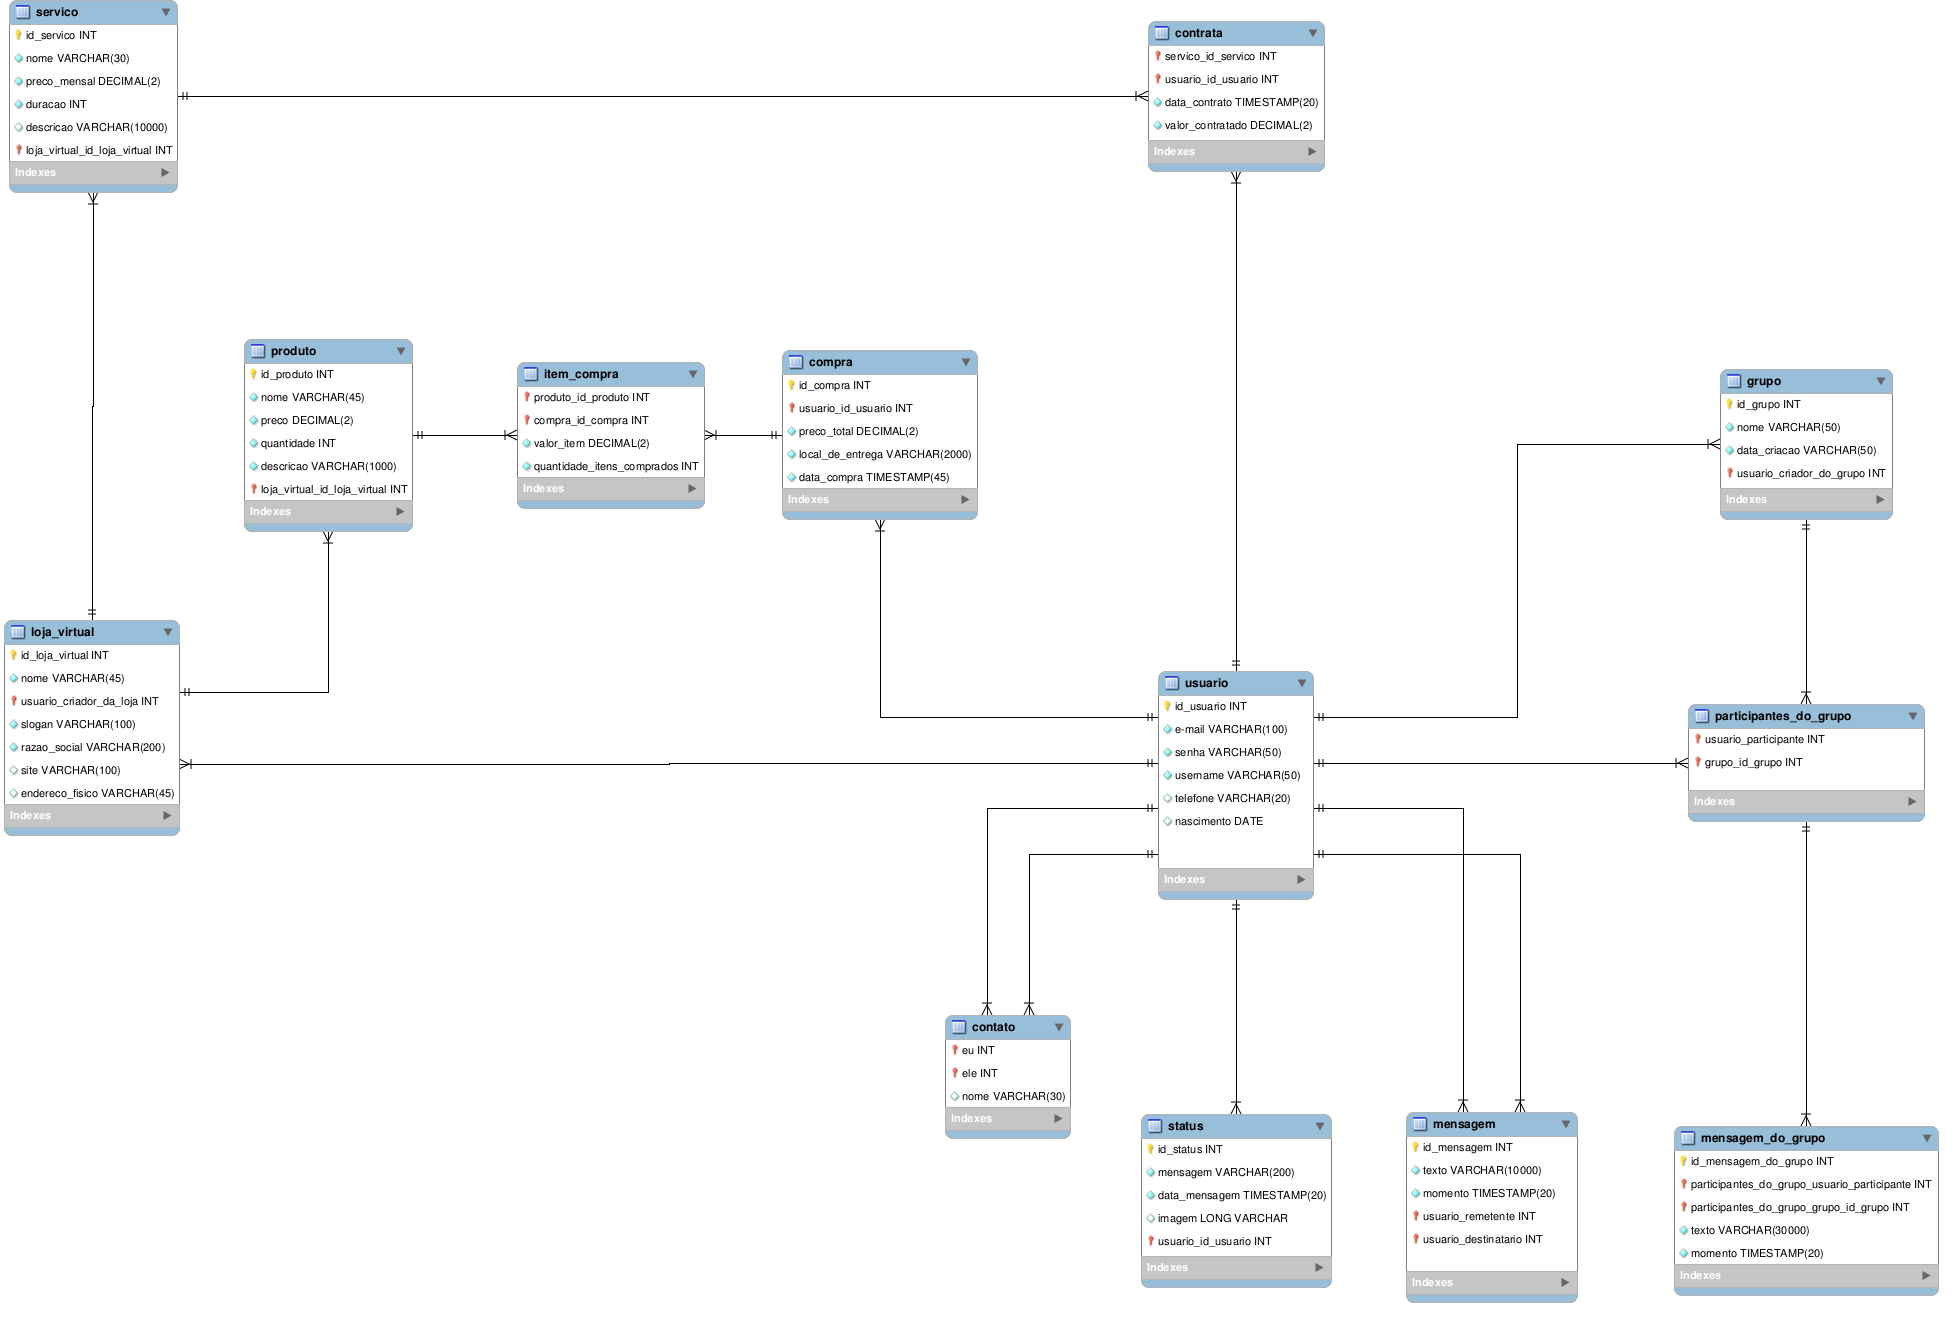 servico
id_servico INT
nome VARCHAR(30)
preco_mensal DECIMAL(2)
duracao INT
descricao VARCHAR(10000)
loja_virtual_id_loja_virtual INT
Indexes
contrata
servico_id_servico INT
usuario_id_usuario INT
data_contrato TIMESTAMP(20)
valor_contratado DECIMAL(2)
Indexes
produto
id_produto INT
nome VARCHAR(45)
preco DECIMAL(2)
quantidade INT
descricao VARCHAR(1000)
loja_virtual_id_loja_virtual INT
Indexes
item_compra
produto_id_produto INT
compra_id_compra INT
valor_item DECIMAL(2)
quantidade_itens_comprados INT
Indexes
compra
id_compra INT
usuario_id_usuario INT
preco_total DECIMAL(2)
local_de_entrega VARCHAR(2000)
data_compra TIMESTAMP(45)
Indexes
grupo
id_grupo INT
nome VARCHAR(50)
data_criacao VARCHAR(50)
usuario_criador_do_grupo INT
Indexes
loja_virtual
id_loja_virtual INT
nome VARCHAR(45)
usuario_criador_da_loja INT
slogan VARCHAR(100)
razao_social VARCHAR(200)
site VARCHAR(100)
endereco_fisico VARCHAR(45)
Indexes
usuario
id_usuario INT
e-mail VARCHAR(100)
senha VARCHAR(50)
username VARCHAR(50)
telefone VARCHAR(20)
nascimento DATE
Indexes
participantes_do_grupo
usuario_participante INT
grupo_id_grupo INT
Indexes
contato
eu INT
ele INT
nome VARCHAR(30)
Indexes
status
id_status INT
mensagem VARCHAR(200)
data_mensagem TIMESTAMP(20)
imagem LONG VARCHAR
usuario_id_usuario INT
Indexes
mensagem
id_mensagem INT
texto VARCHAR(10000)
momento TIMESTAMP(20)
usuario_remetente INT
usuario_destinatario INT
Indexes
mensagem_do_grupo
id_mensagem_do_grupo INT
participantes_do_grupo_usuario_participante INT
participantes_do_grupo_grupo_id_grupo INT
texto VARCHAR(30000)
momento TIMESTAMP(20)
Indexes